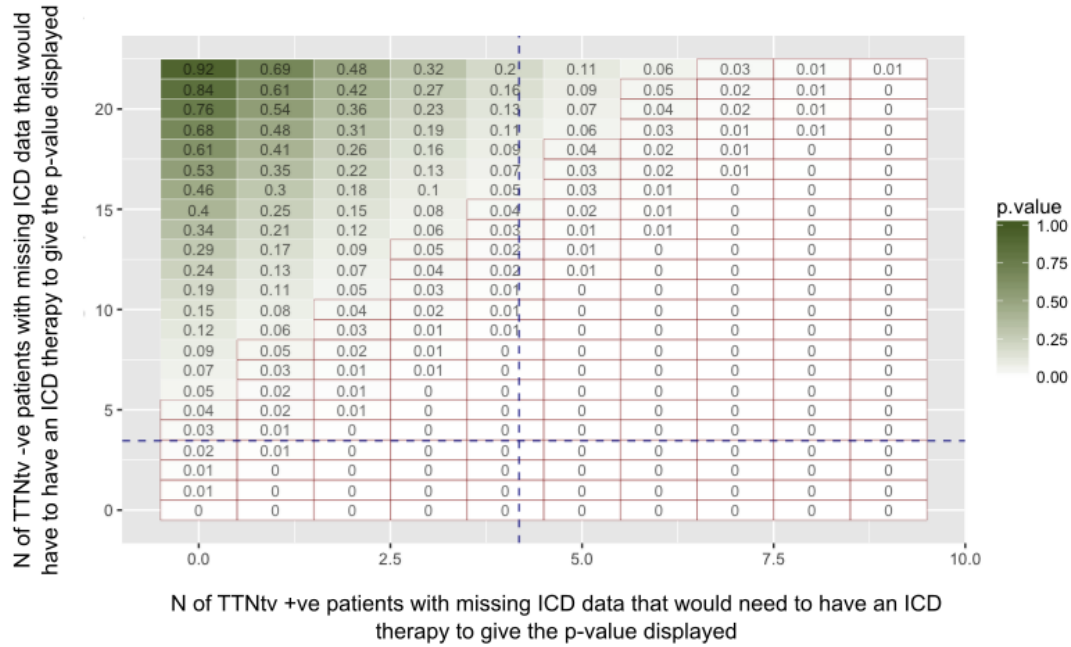 N of TTNtv -ve patients with missing ICD data that would
have to have an ICD therapy to give the p-value displayed
0.92 0.69 0.48 0.32 0.2 0.11 0.06 0.03 0.01 0.01
0.84 0.61 0.42 0.27 0.16 0.09 0.05 0.02 0.01 0
20 0.76 0.54 0.36 0.23 0.13 0.07 0.04 0.02 0.01 0
0.68 0.48 0.31 0.19 0.11 0.06 0.03 0.01 0.01 0
0.61 0.41 0.26 0.16 0.09 0.04 0.02 0.01 0 0
0.53 0.35 0.22 0.13 0.07 0.03 0.02 0.01 0 0
0.46 0.3 0.18 0.1 0.05 0.03 0.01 0 0 0
15 0.4 0.25 0.15 0.08 0.04 0.02 0.01 0 0 0
0.34 0.21 0.12 0.06 0.03 0.01 0.01 0 0 0
0.29 0.17 0.09 0.05 0.02 0.01 0 0 0 0
0.24 0.13 0.07 0.04 0.02 0.01 0 0 0 0
0.19 0.11 0.05 0.03 0.01 0 0 0 0 0
10 0.15 0.08 0.04 0.02 0.01 0 0 0 0 0
0.12 0.06 0.03 0.01 0.01 0 0 0 0 0
0.09 0.05 0.02 0.01 0 0 0 0 0 0
0.07 0.03 0.01 0.01 0 0 0 0 0 0
0.05 0.02 0.01 0 0 0 0 0 0 0
5 0.04 0.02 0.01 0 0 0 0 0 0 0
0.03 0.01 0 0 0 0 0 0 0 0
0.02 0.01 0 0 0 0 0 0 0 0
0.01 0 0 0 0 0 0 0 0 0
0.01 0 0 0 0 0 0 0 0 0
0 0 0 0 0 0 0 0 0 0 0
0.0 2.5 5.0 7.5 10.0
N of TTNtv +ve patients with missing ICD data that would need to have an ICD
therapy to give the p-value displayed
p.value
1.00
0.75
0.50
0.25
0.00